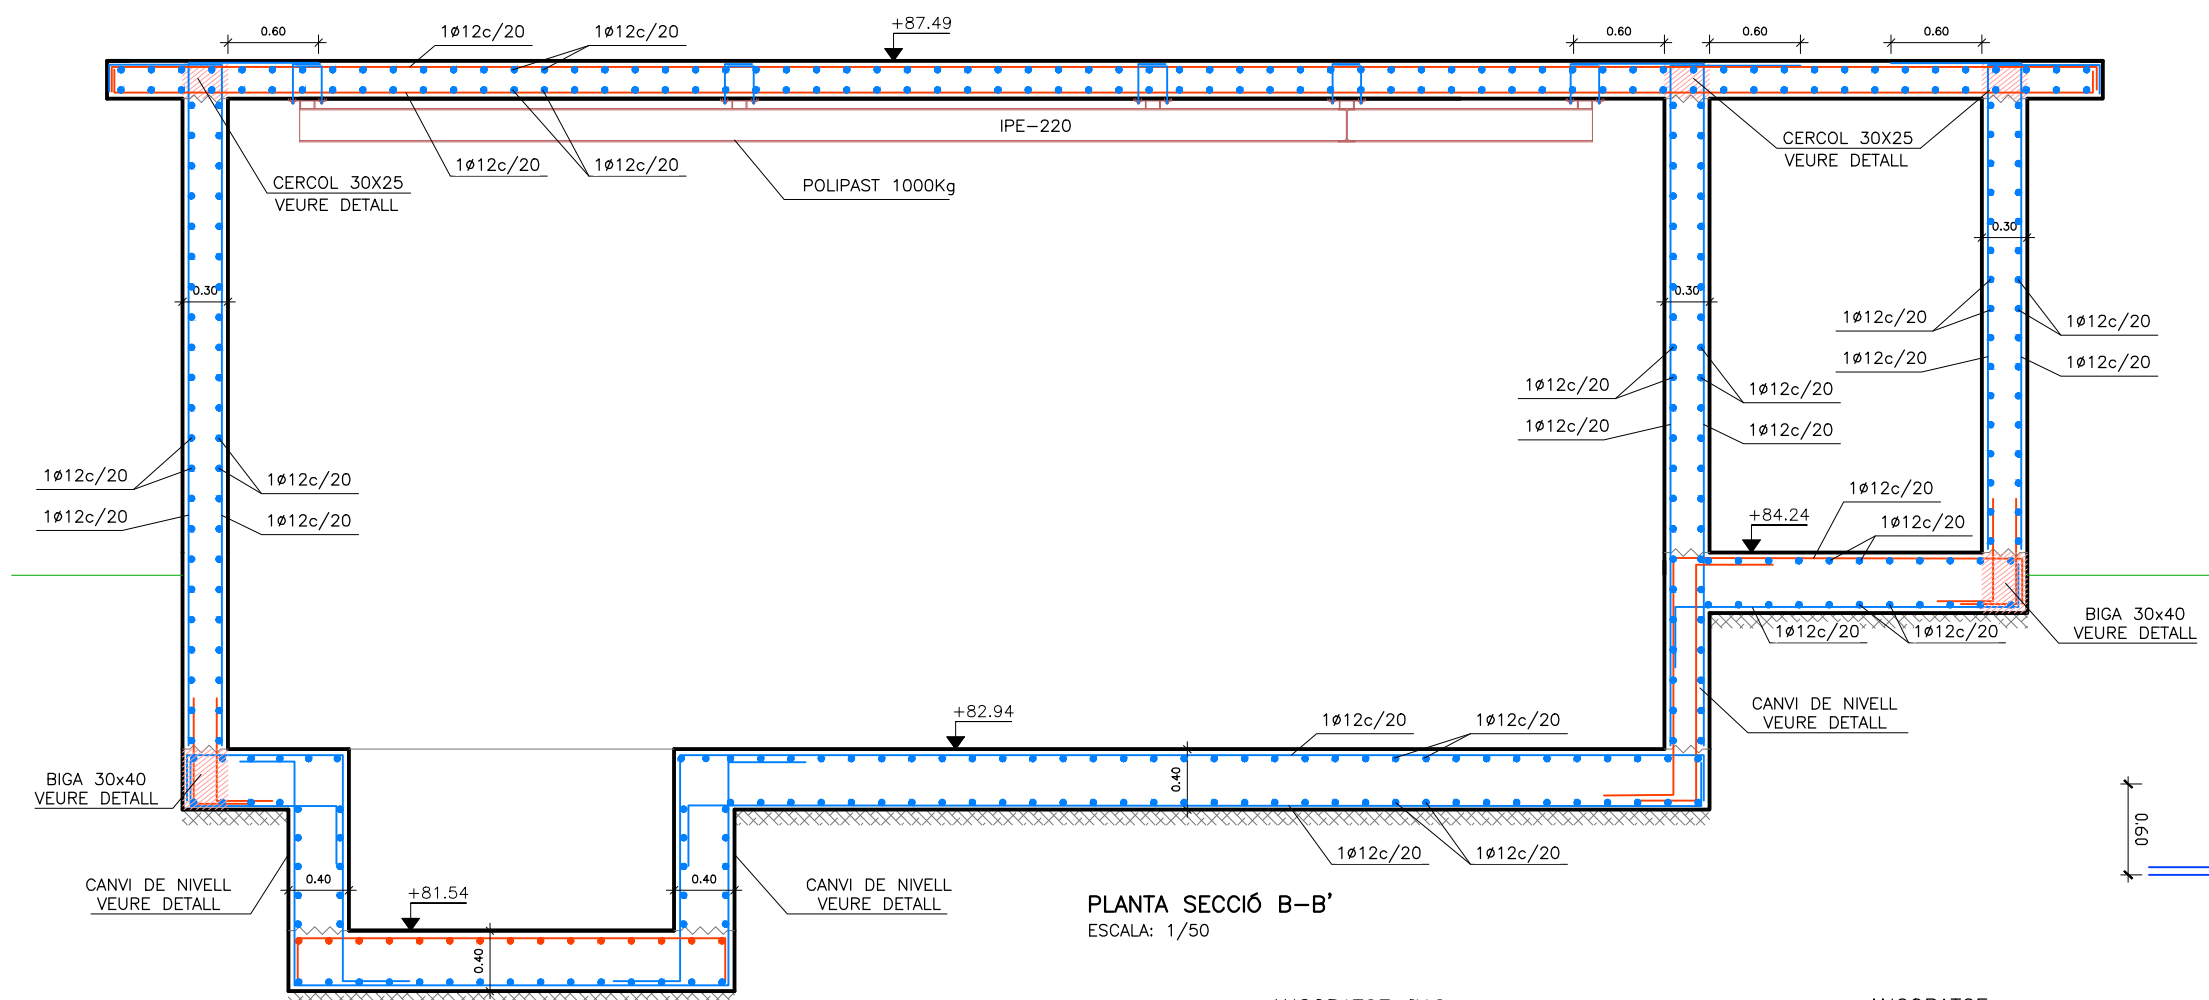 +87.49
0.60
1ø12c/20
1ø12c/20
0.60
0.60
0.60
IPE-220
CERCOL 30X25
VEURE DETALL
1ø12c/20
1ø12c/20
CERCOL 30X25
VEURE DETALL
POLIPAST 1000Kg
0.30
0.30
0.30
1ø12c/20
1ø12c/20
1ø12c/20
1ø12c/20
1ø12c/20
1ø12c/20
1ø12c/20
1ø12c/20
1ø12c/20
1ø12c/20
1ø12c/20
1ø12c/20
1ø12c/20
+84.24
1ø12c/20
1ø12c/20
1ø12c/20
BIGA 30x40
VEURE DETALL
CANVI DE NIVELL
VEURE DETALL
+82.94
1ø12c/20
1ø12c/20
BIGA 30x40
VEURE DETALL
0.40
0.60
1ø12c/20
1ø12c/20
CANVI DE NIVELL
VEURE DETALL
0.40
+81.54
0.40
CANVI DE NIVELL
VEURE DETALL
PLANTA SECCIÓ B-B'
ESCALA: 1/50
0.40